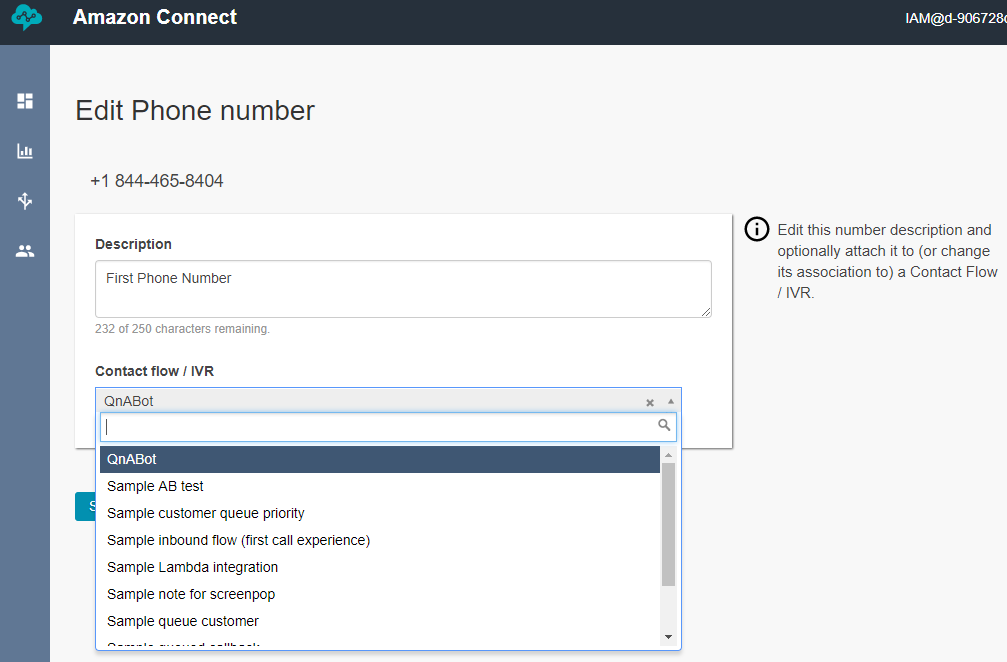 Amazon Connect
IAM@d-906728
Edit Phone number
+1 844-465-8404
Description
First Phone Number
232 of 250 characters remaining.
Contact flow / IVR
QnABot
QnABot
Sample AB test
Sample customer queue priority
Sample inbound flow (first call experience)
Sample Lambda integration
Sample note for screenpop
Sample queue customer
Sample queued callback
S
Edit this number description and
optionally attach it to (or change
its association to) a Contact Flow
/ IVR.